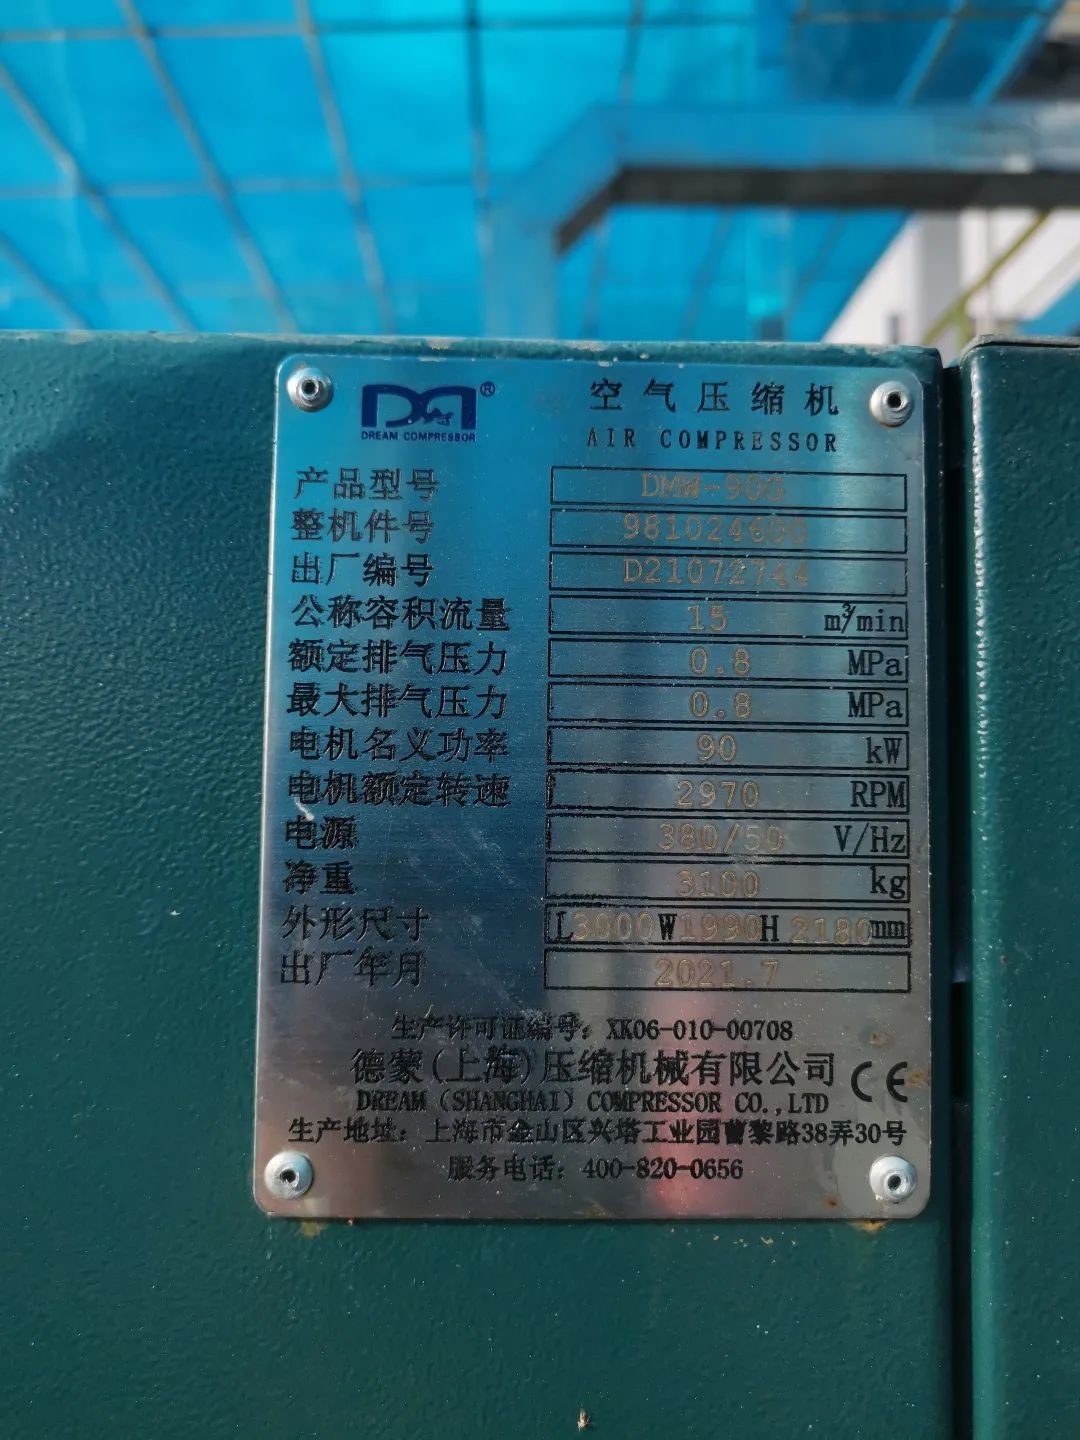 DM®
DREAM COMPRESSOR
空气压缩机
AIR COMPRESSOR
产品型号 DMW-90G
整机件号 981024600
出厂编号 D21072744
公称容积流量 15 m³/min
额定排气压力 0.8 MPa
最大排气压力 0.8 MPa
电机名义功率 90 kW
电机额定转速 2970 RPM
电源 380/50 V/Hz
净重 3100 kg
外形尺寸 L3000W1990H2180mm
出厂年月 2021.7
生产许可证编号: XK06-010-00708
德蒙(上海)压缩机械有限公司 CE
DREAM (SHANGHAI) COMPRESSOR CO.,LTD
生产地址: 上海市金山区兴塔工业园曹黎路38弄30号
服务电话: 400-820-0656